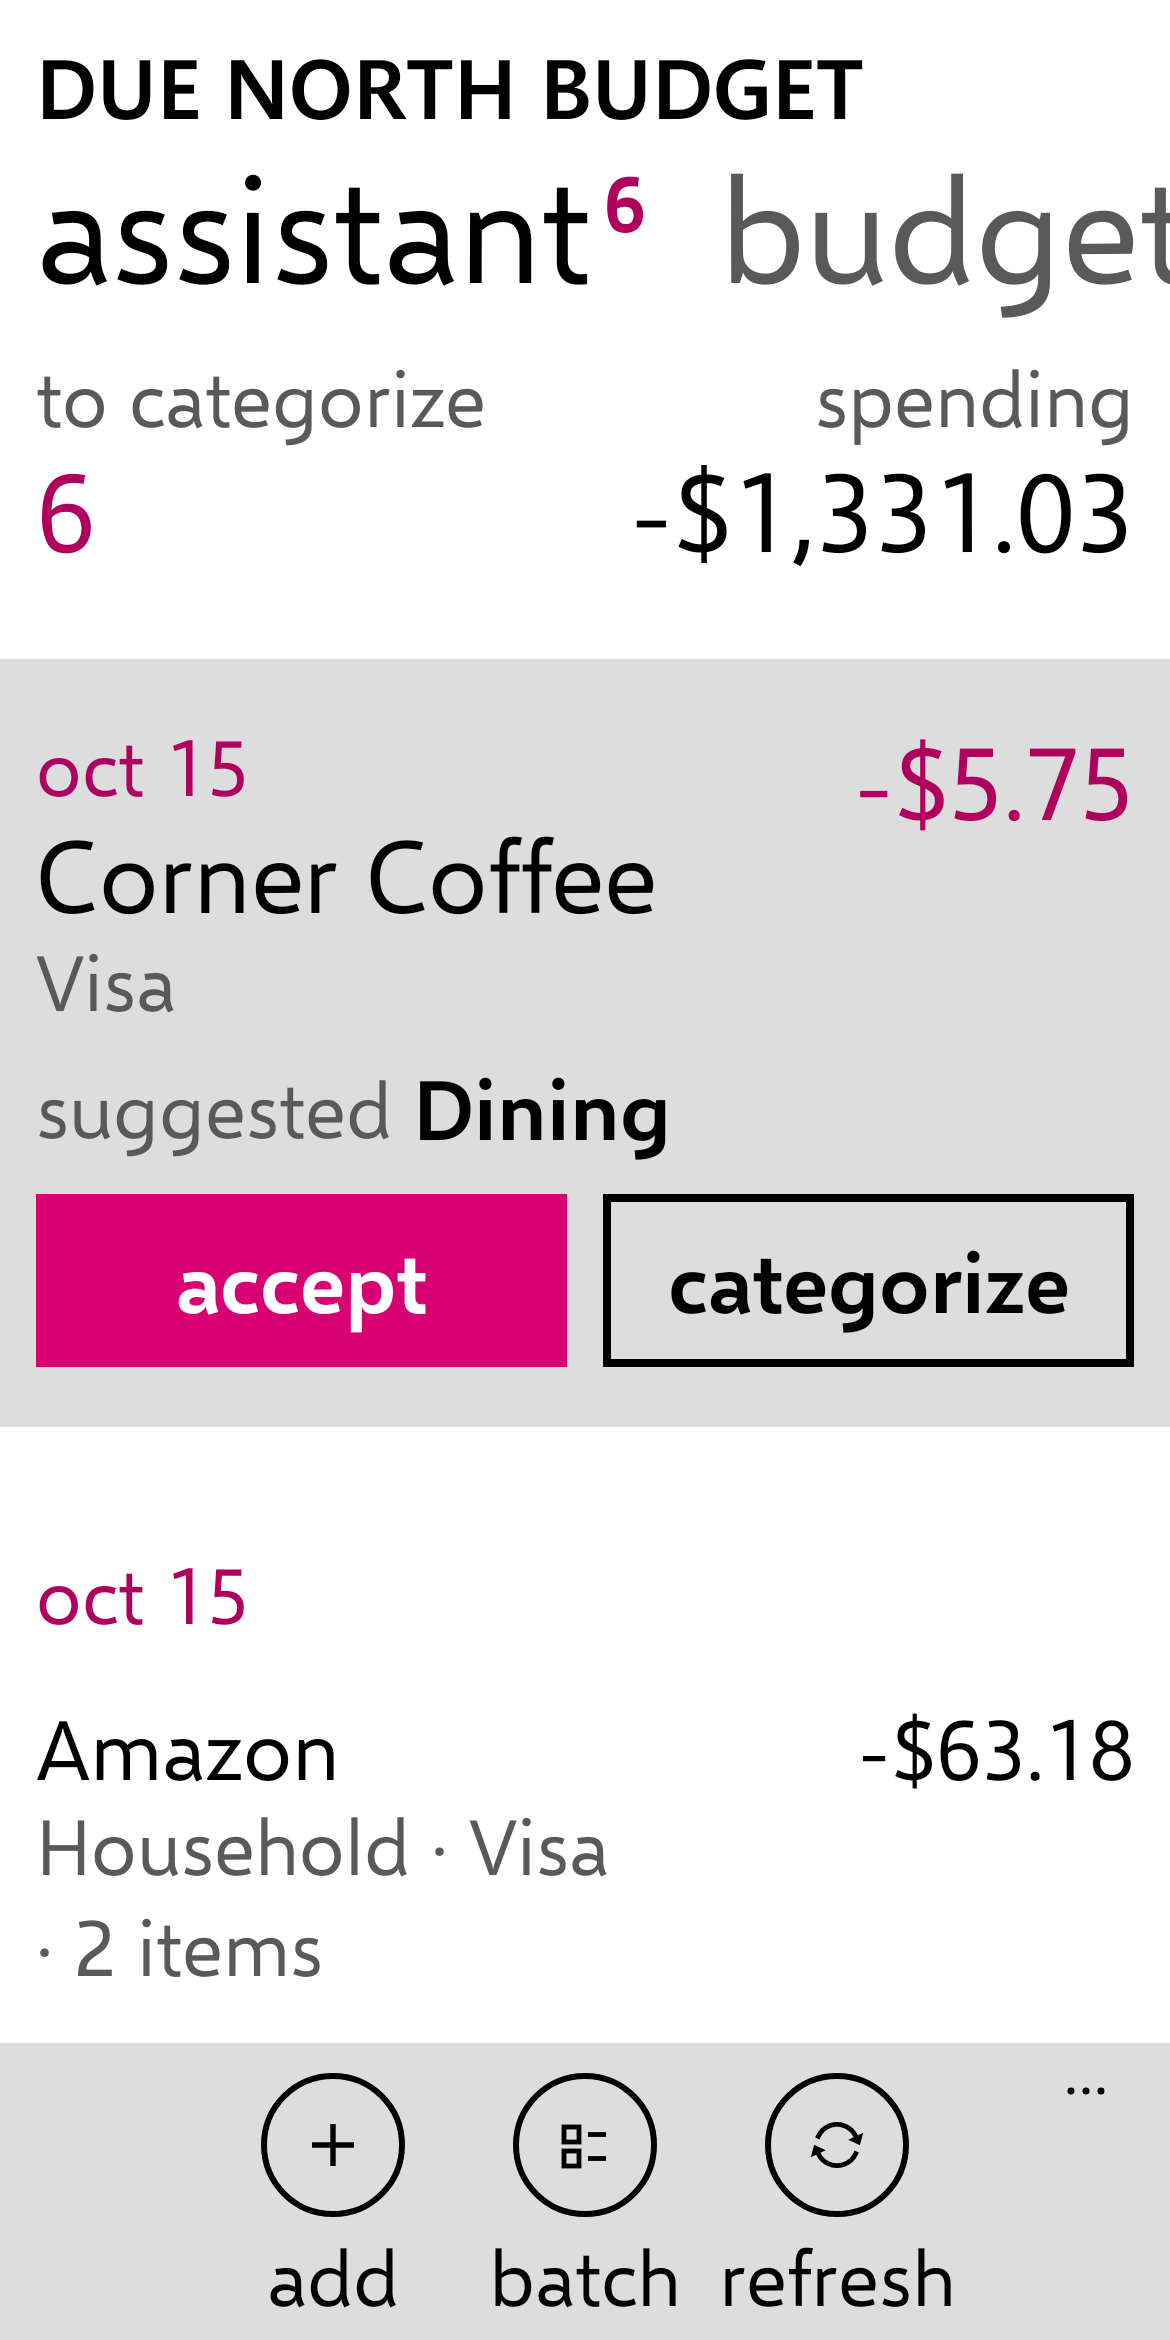 DUE NORTH BUDGET
assistant 6 budget
to categorize spending
6 -$1,331.03
oct 15 -$5.75
Corner Coffee
Visa
suggested Dining
accept categorize
oct 15
Amazon -$63.18
Household · Visa
· 2 items
...
add batch refresh